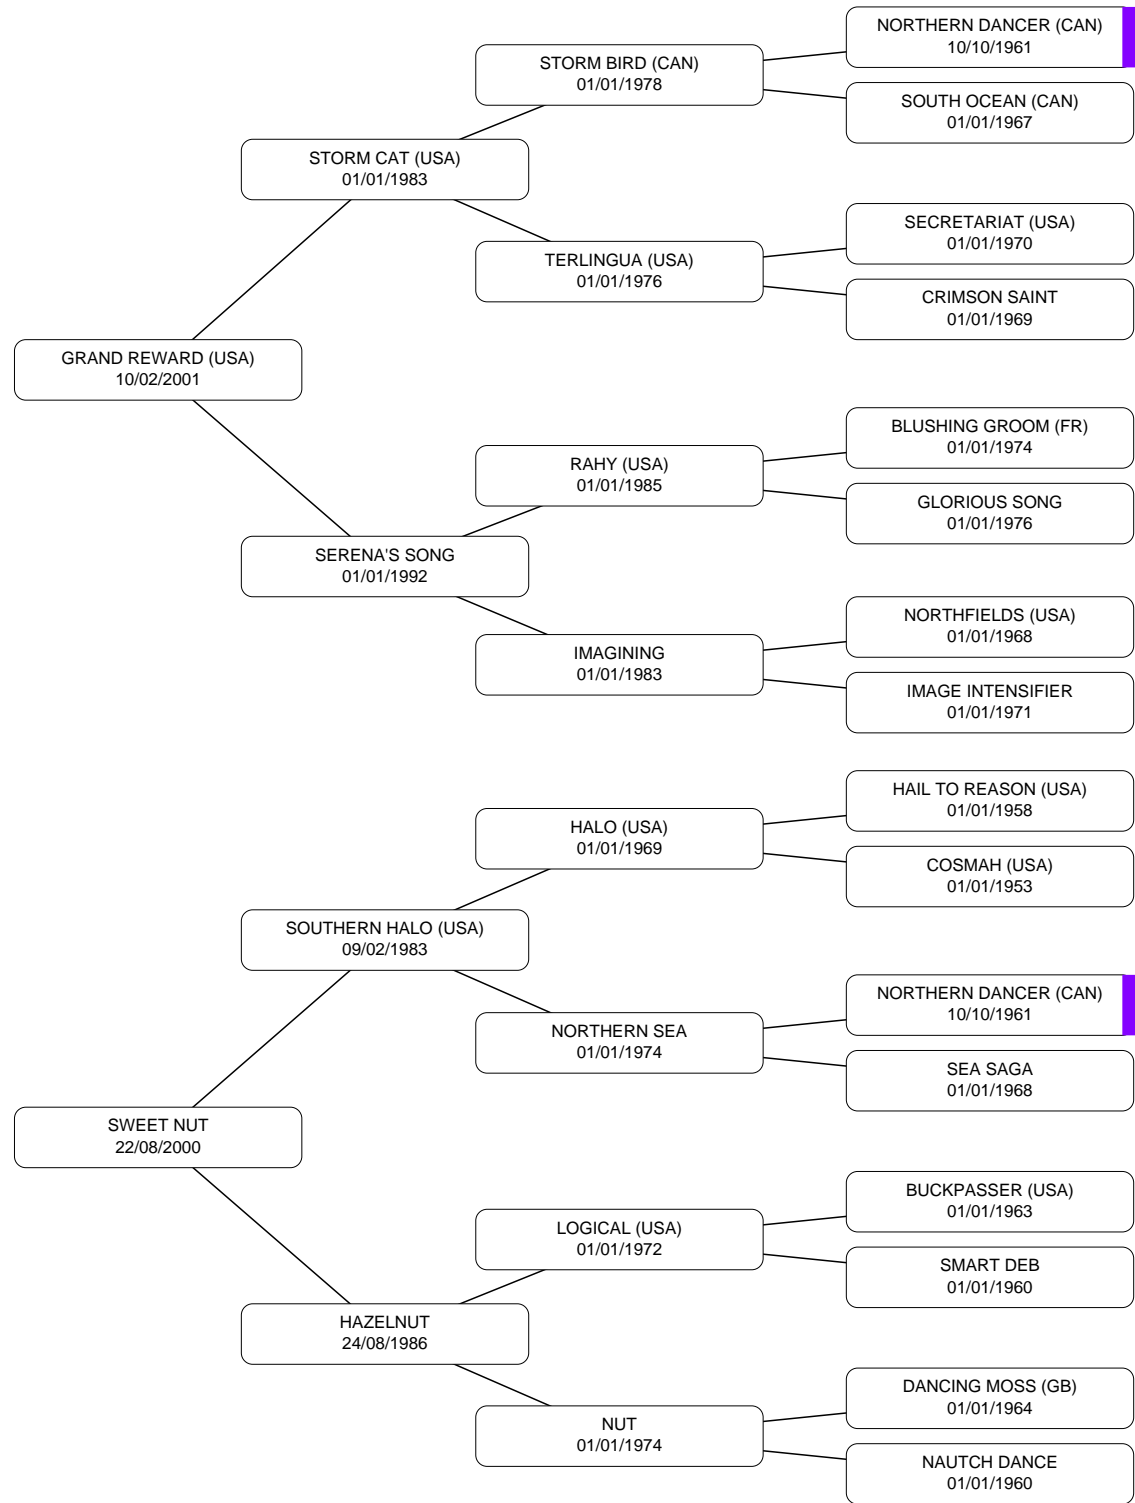 NORTHERN DANCER (CAN)
10/10/1961
STORM BIRD (CAN)
01/01/1978
SOUTH OCEAN (CAN)
01/01/1967
STORM CAT (USA)
01/01/1983
SECRETARIAT (USA)
01/01/1970
TERLINGUA (USA)
01/01/1976
CRIMSON SAINT
01/01/1969
GRAND REWARD (USA)
10/02/2001
BLUSHING GROOM (FR)
01/01/1974
RAHY (USA)
01/01/1985
GLORIOUS SONG
01/01/1976
SERENA'S SONG
01/01/1992
NORTHFIELDS (USA)
01/01/1968
IMAGINING
01/01/1983
IMAGE INTENSIFIER
01/01/1971
HAIL TO REASON (USA)
01/01/1958
HALO (USA)
01/01/1969
COSMAH (USA)
01/01/1953
SOUTHERN HALO (USA)
09/02/1983
NORTHERN DANCER (CAN)
10/10/1961
NORTHERN SEA
01/01/1974
SEA SAGA
01/01/1968
SWEET NUT
22/08/2000
BUCKPASSER (USA)
01/01/1963
LOGICAL (USA)
01/01/1972
SMART DEB
01/01/1960
HAZELNUT
24/08/1986
DANCING MOSS (GB)
01/01/1964
NUT
01/01/1974
NAUTCH DANCE
01/01/1960